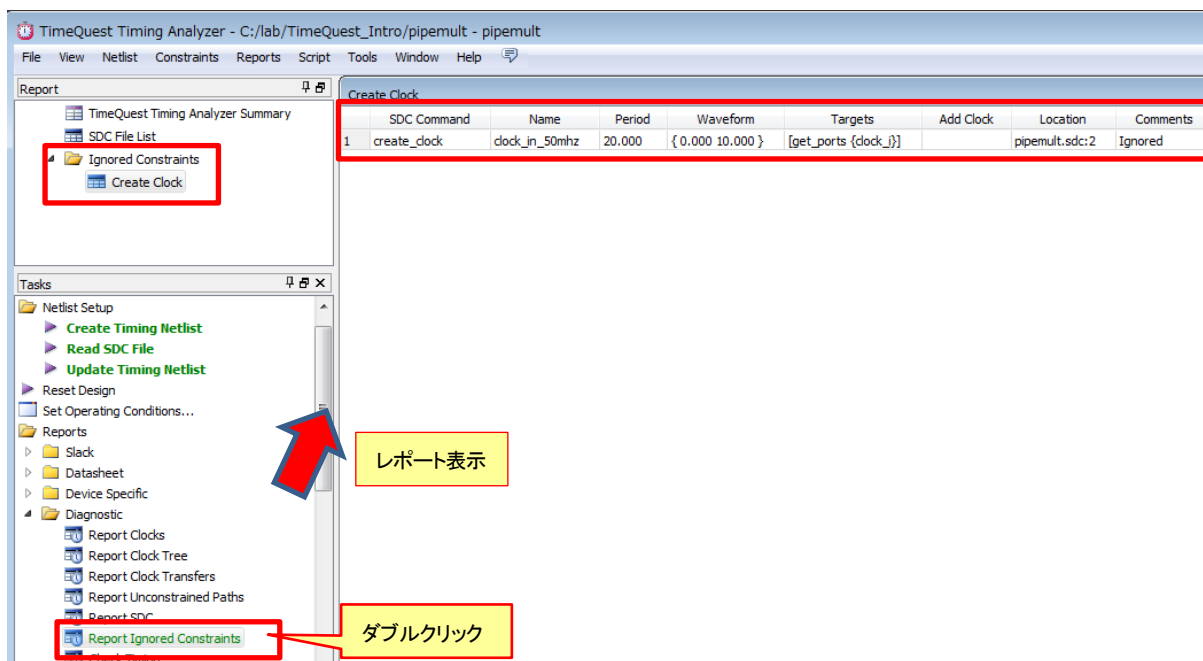 TimeQuest Timing Analyzer - C:/lab/TimeQuest_Intro/pipemult - pipemult
File View Netlist Constraints Reports Script Tools Window Help
Report
TimeQuest Timing Analyzer Summary
SDC File List
Ignored Constraints
Create Clock
Create Clock
SDC Command Name Period Waveform Targets Add Clock Location Comments
1 create_clock clock_in_50mhz 20.000 { 0.000 10.000 } [get_ports {clock_i}] pipemult.sdc:2 Ignored
Tasks
Netlist Setup
Create Timing Netlist
Read SDC File
Update Timing Netlist
Reset Design
Set Operating Conditions...
Reports
Slack
Datasheet
Device Specific
Diagnostic
Report Clocks
Report Clock Tree
Report Clock Transfers
Report Unconstrained Paths
Report SDC
Report Ignored Constraints
レポート表示
ダブルクリック